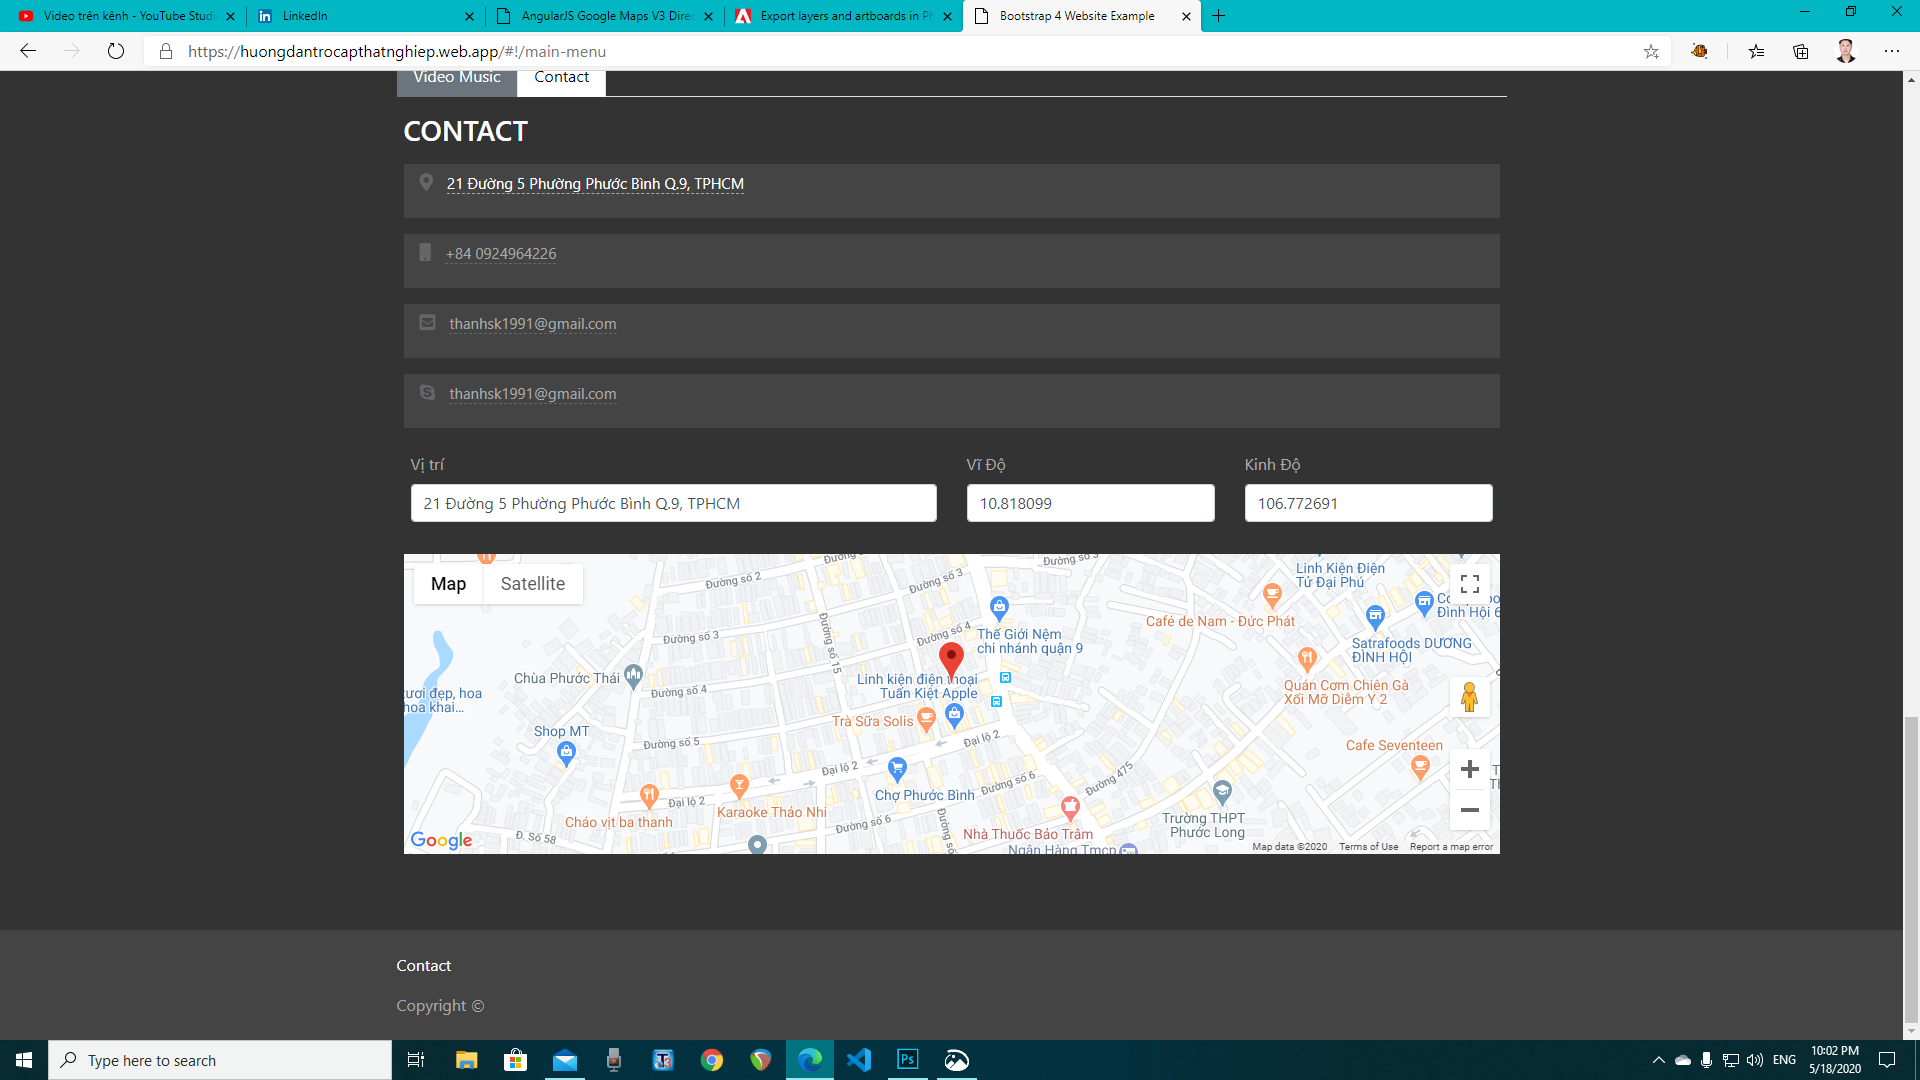 Video trên kênh - YouTube Studi
LinkedIn
AngularJS Google Maps V3 Direc
Export layers and artboards in Ph
Bootstrap 4 Website Example
https://huongdantrocapthatnghiep.web.app/#!/main-menu
Video Music
Contact
CONTACT
21 Đường 5 Phường Phước Bình Q.9, TPHCM
+84 0924964226
thanhsk1991@gmail.com
thanhsk1991@gmail.com
Vị trí
Vĩ Độ
Kinh Độ
21 Đường 5 Phường Phước Bình Q.9, TPHCM
10.818099
106.772691
Map
Satellite
Đường số 2
Đường số 3
Linh Kiện Điện
Tử Đại Phú
Café de Nam - Đức Phát
Đình Hội 6
Đường số 3
Đường số 15
Đường số 4
Thế Giới Nệm
chi nhánh quận 9
Satrafoods DƯƠNG
ĐÌNH HỘI
Chùa Phước Thái
Đường số 4
Linh kiện điện thoại
Tuấn Kiệt Apple
Quán Cơm Chiên Gà
Xối Mỡ Diễm Y 2
tươi đẹp, hoa
hoa khai...
Trà Sữa Solis
Shop MT
Đường số 5
Đại lộ 2
Cafe Seventeen
Đại lộ 2
Chợ Phước Bình
Đường số 6
Đường 475
Đại lộ 2
Karaoke Thảo Nhi
Cháo vịt ba thanh
Trường THPT
Phước Long
Đ. Số 58
Đường số 6
Nhà Thuốc Bảo Trâm
Ngân Hàng Tmcp
Google
Map data ©2020
Terms of Use
Report a map error
Contact
Copyright ©
Type here to search
T3
Ps
ENG
10:02 PM
5/18/2020